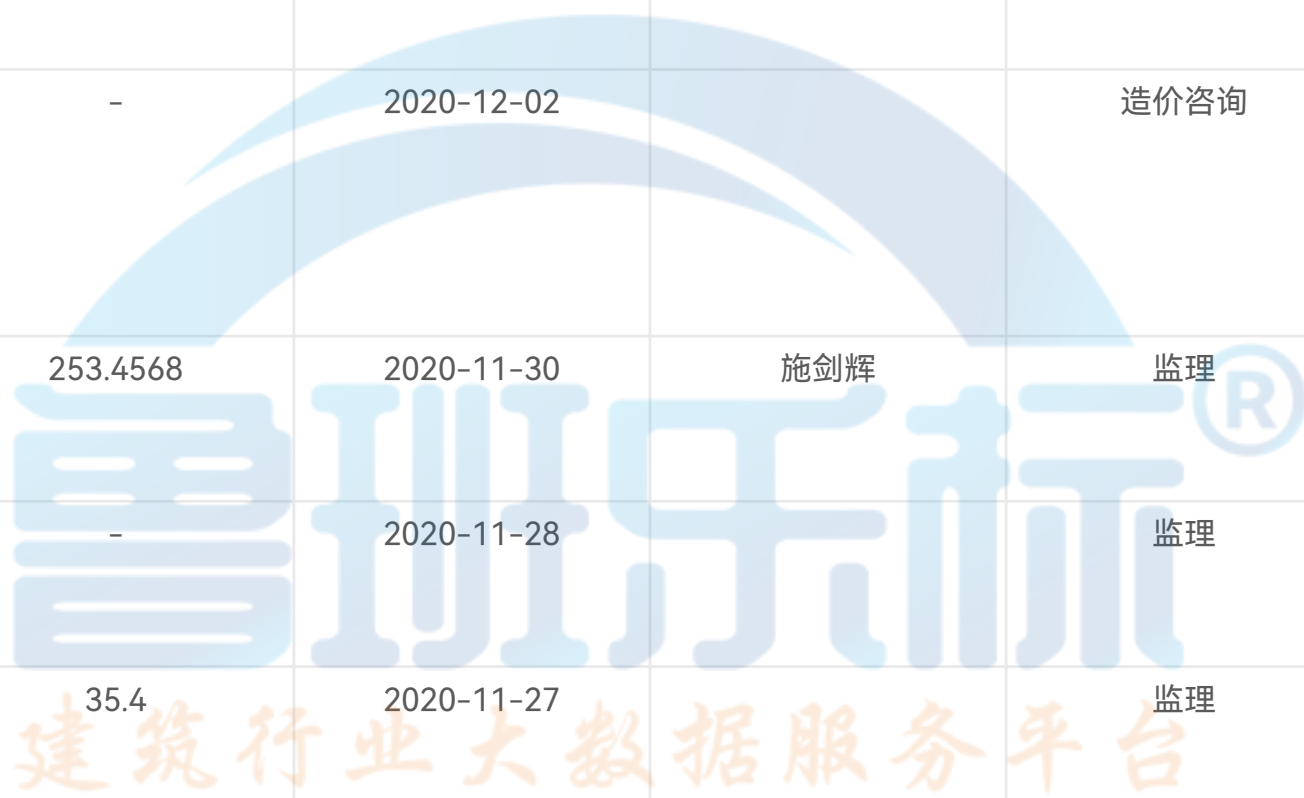 - 2020-12-02 造价咨询
253.4568 2020-11-30 施剑辉 监理
®
鲁班乐标
- 2020-11-28 监理
35.4 2020-11-27 监理
建筑行业大数据服务平台